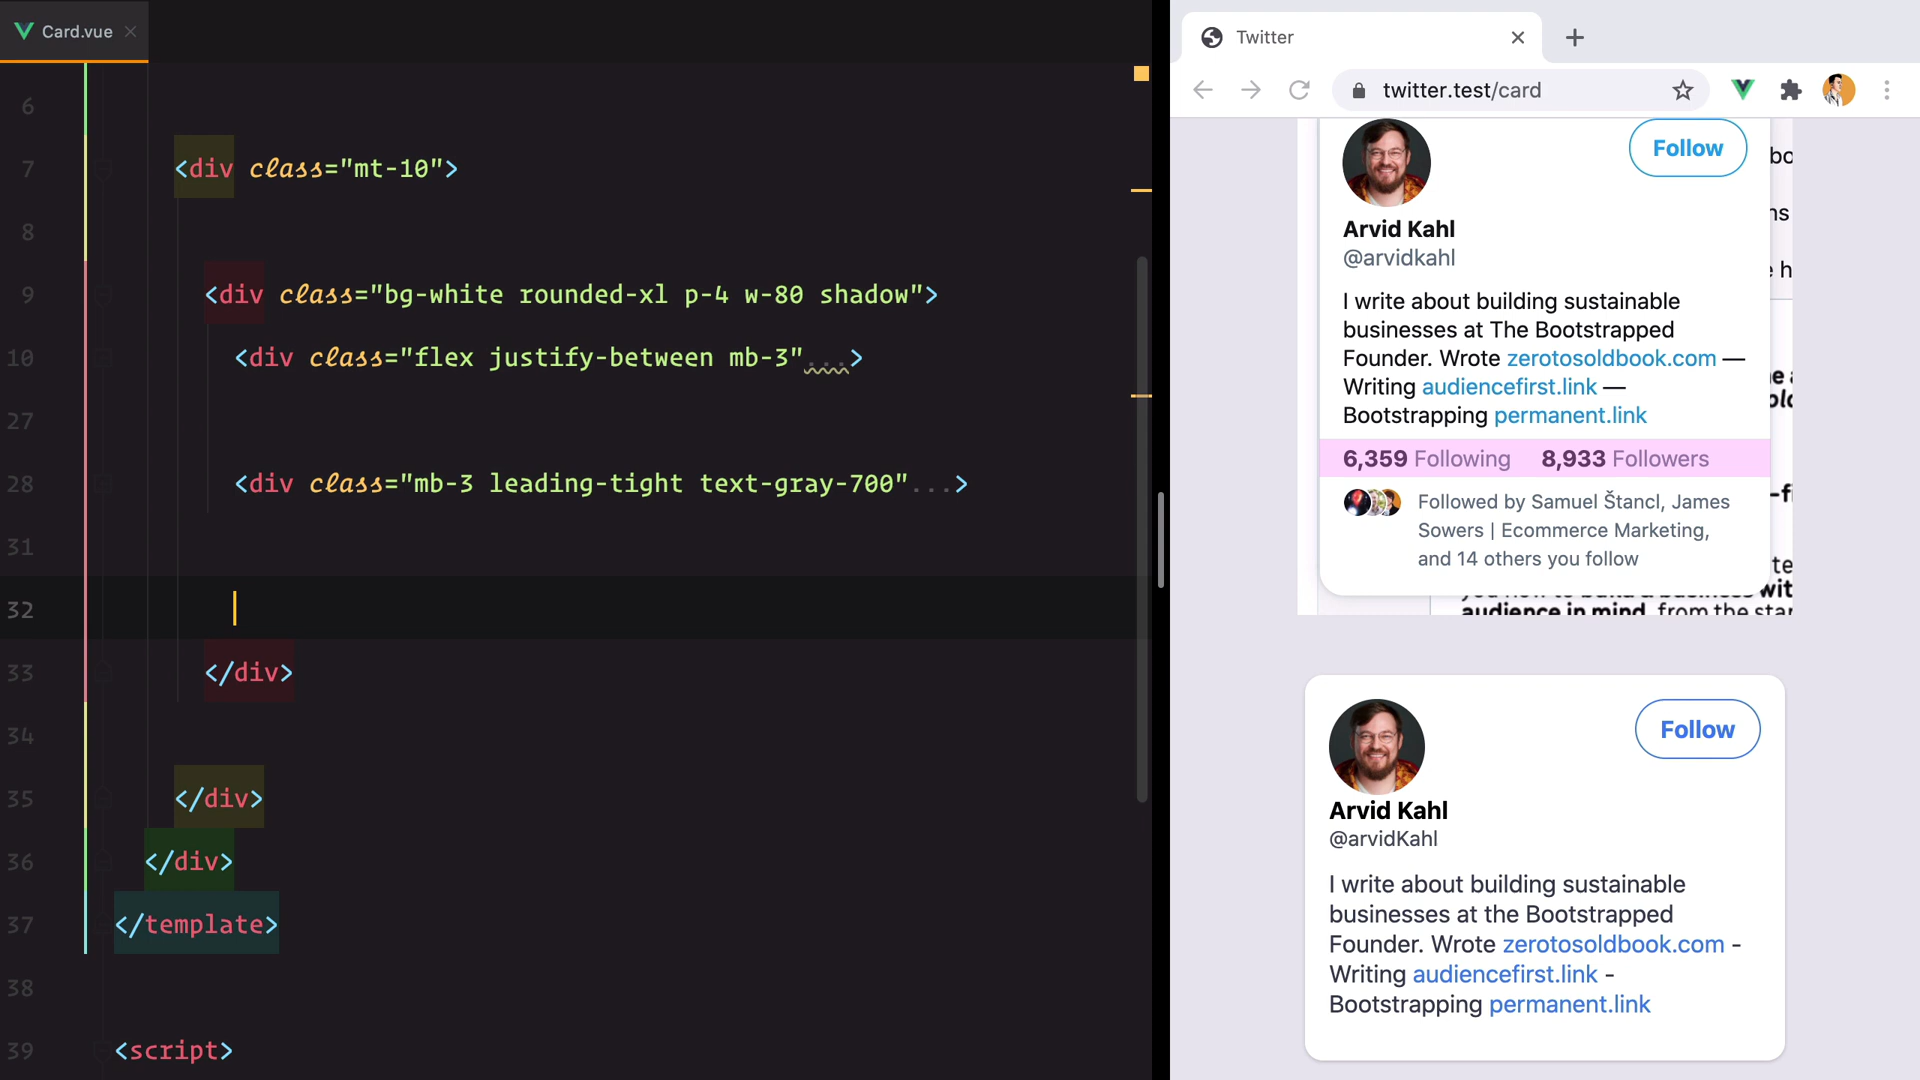 Card.vue
6
7 <div class="mt-10">
8
9 <div class="bg-white rounded-xl p-4 w-80 shadow">
10 <div class="flex justify-between mb-3"...>
27
28 <div class="mb-3 leading-tight text-gray-700"...>
31
32
33 </div>
34
35 </div>
36 </div>
37 </template>
38
39 <script>
Twitter
twitter.test/card
Follow
Arvid Kahl
@arvidkahl
I write about building sustainable
businesses at The Bootstrapped
Founder. Wrote zerotosoldbook.com —
Writing audiencefirst.link —
Bootstrapping permanent.link
6,359 Following 8,933 Followers
Followed by Samuel Štancl, James
Sowers | Ecommerce Marketing,
and 14 others you follow
audience in mind, from the star
Follow
Arvid Kahl
@arvidKahl
I write about building sustainable
businesses at the Bootstrapped
Founder. Wrote zerotosoldbook.com -
Writing audiencefirst.link -
Bootstrapping permanent.link